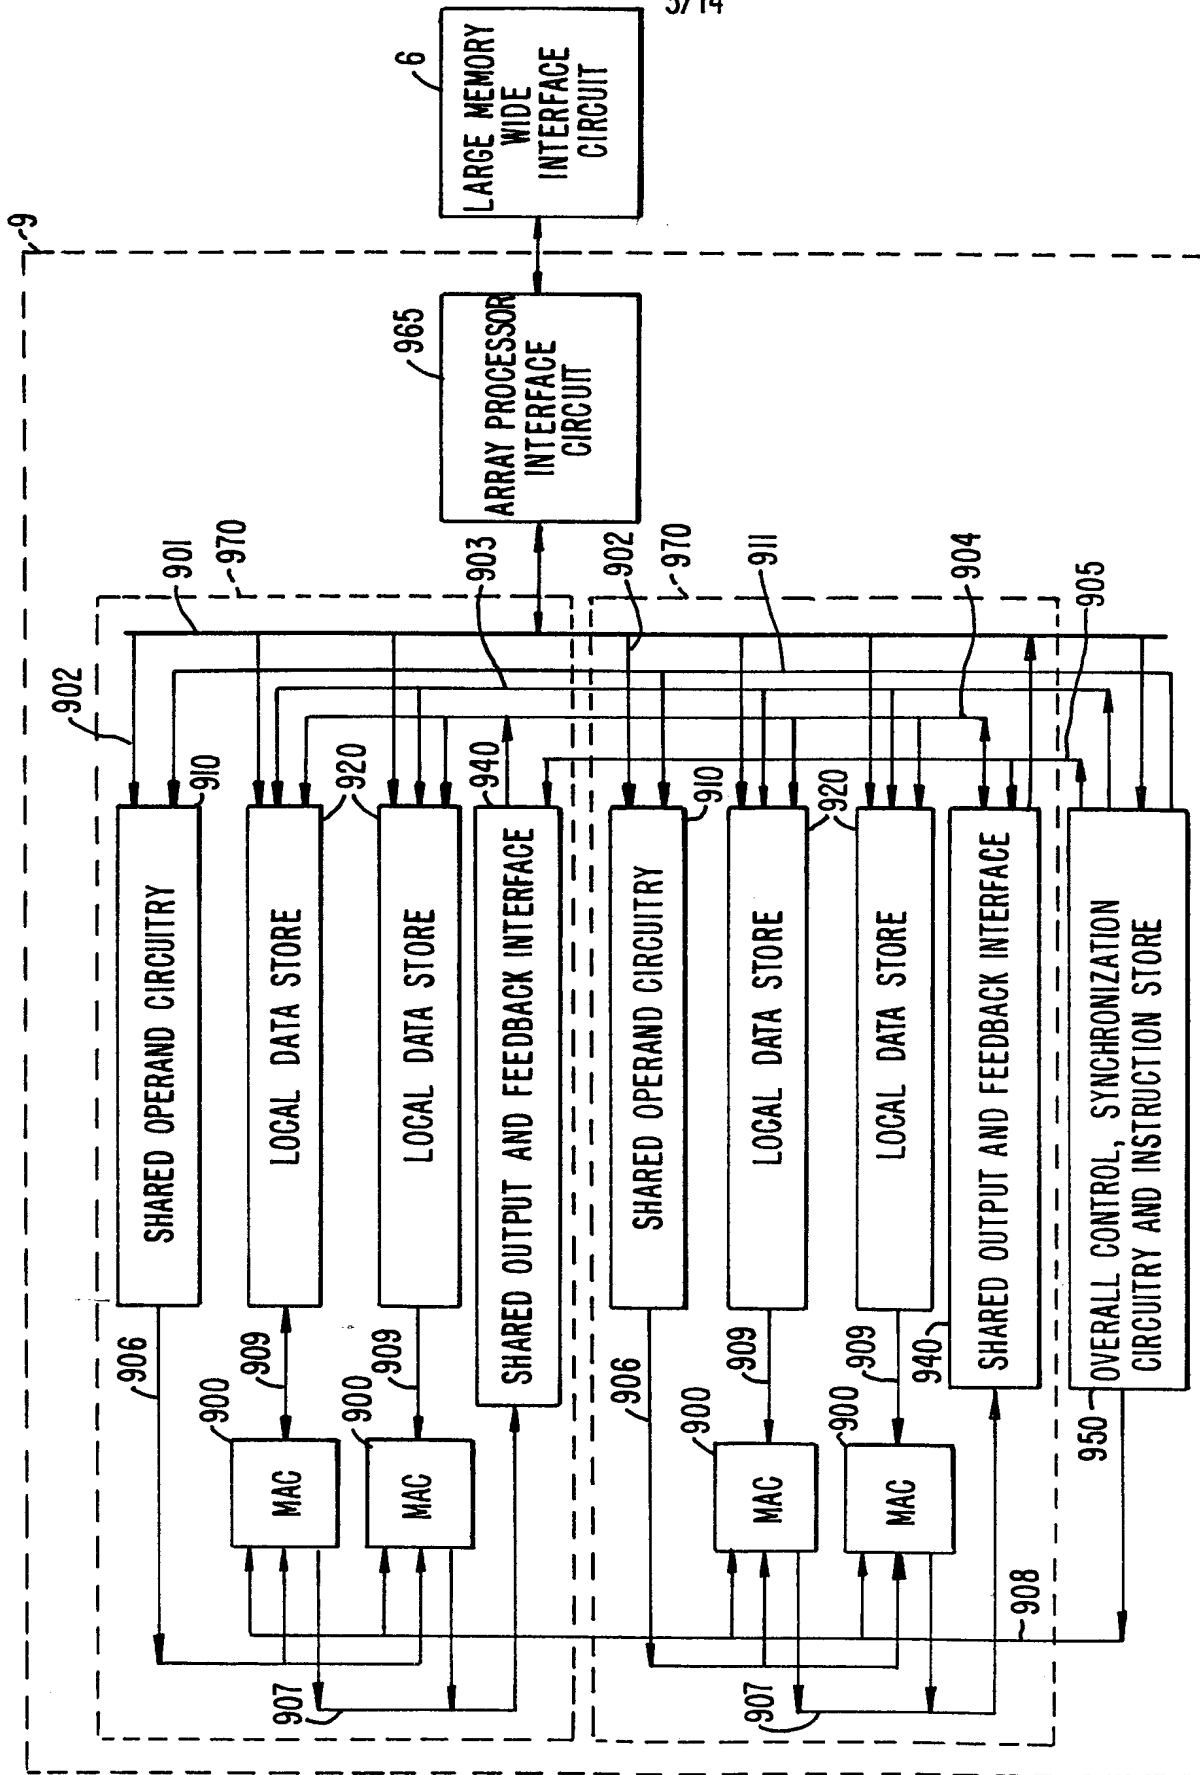 5/14
6
LARGE MEMORY
WIDE
INTERFACE
CIRCUIT
9
965
ARRAY PROCESSOR
INTERFACE
CIRCUIT
901
970
902
903
902
970
911
904
905
910
SHARED OPERAND CIRCUITRY
920
LOCAL DATA STORE
LOCAL DATA STORE
940
SHARED OUTPUT AND FEEDBACK INTERFACE
910
SHARED OPERAND CIRCUITRY
920
LOCAL DATA STORE
LOCAL DATA STORE
940
SHARED OUTPUT AND FEEDBACK INTERFACE
950
OVERALL CONTROL, SYNCHRONIZATION
CIRCUITRY AND INSTRUCTION STORE
906
909
909
906
909
909
900
MAC
900
MAC
900
MAC
900
MAC
907
907
908